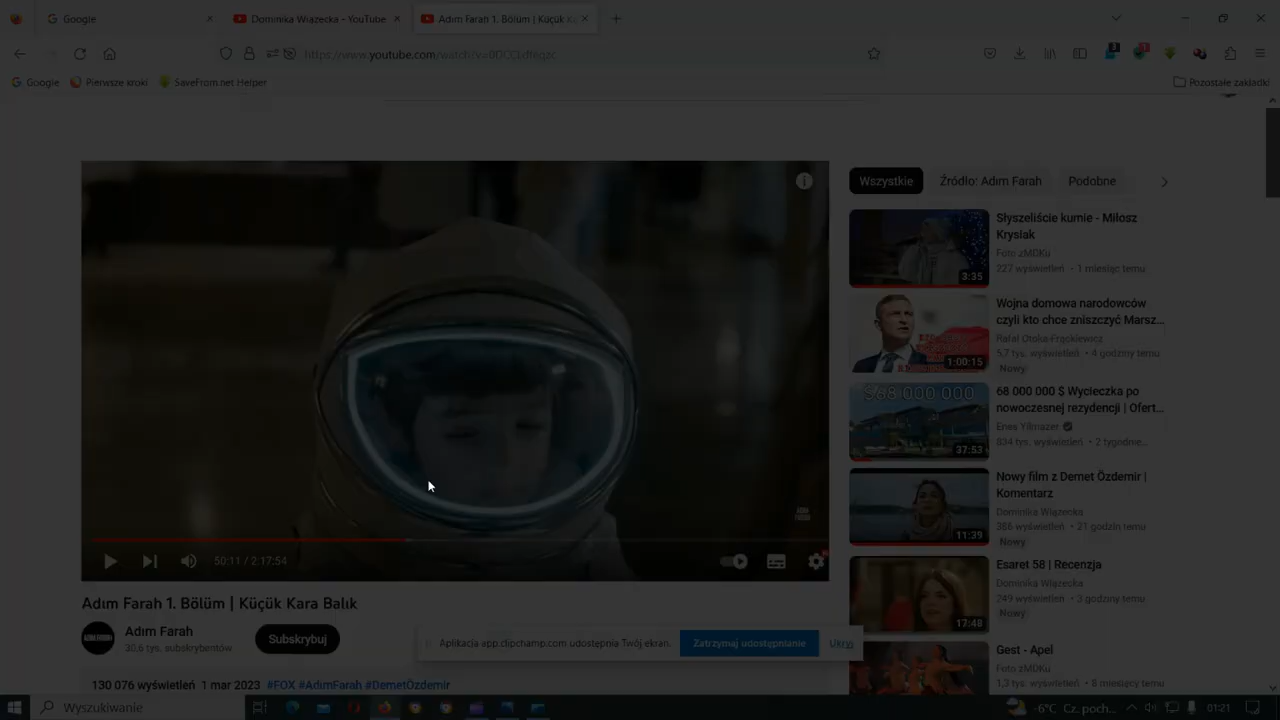 Google
Dominika Wiązecka - YouTube
Adım Farah 1. Bölüm | Küçük Ka
Google
Pierwsze kroki
SaveFrom.net Helper
Pozostałe zakładki
Wszystkie
Źródło: Adım Farah
Podobne
Słyszeliście kumie - Miłosz
Krysiak
Foto zMDKu
227 wyświetleń • 1 miesiąc temu
3:35
Wojna domowa narodowców
czyli kto chce zniszczyć Marsz...
Rafał Otoka-Frąckiewicz
5,7 tys. wyświetleń • 4 godziny temu
Nowy
1:00:15
$68 000 000
68 000 000 $ Wycieczka po
nowoczesnej rezydencji | Ofert...
Enes Yilmazer
834 tys. wyświetleń • 2 tygodnie...
37:53
Nowy film z Demet Özdemir |
Komentarz
Dominika Wiązecka
386 wyświetleń • 21 godzin temu
Nowy
11:39
Esaret 58 | Recenzja
Dominika Wiązecka
249 wyświetleń • 3 godziny temu
Nowy
17:48
Gest - Apel
Foto zMDKu
1,3 tys. wyświetleń • 8 miesięcy temu
ADIM
FARAH
50:11 / 2:17:54
Adım Farah 1. Bölüm | Küçük Kara Balık
Adım Farah
30.6 tys. subskrybentów
Subskrybuj
Aplikacja app.clipchamp.com udostępnia Twój ekran.
Zatrzymaj udostępnianie
Ukryj
130 076 wyświetleń 1 mar 2023 #FOX #AdımFarah #DemetÖzdemir
Wyszukiwanie
-6°C Cz. poch...
01:21